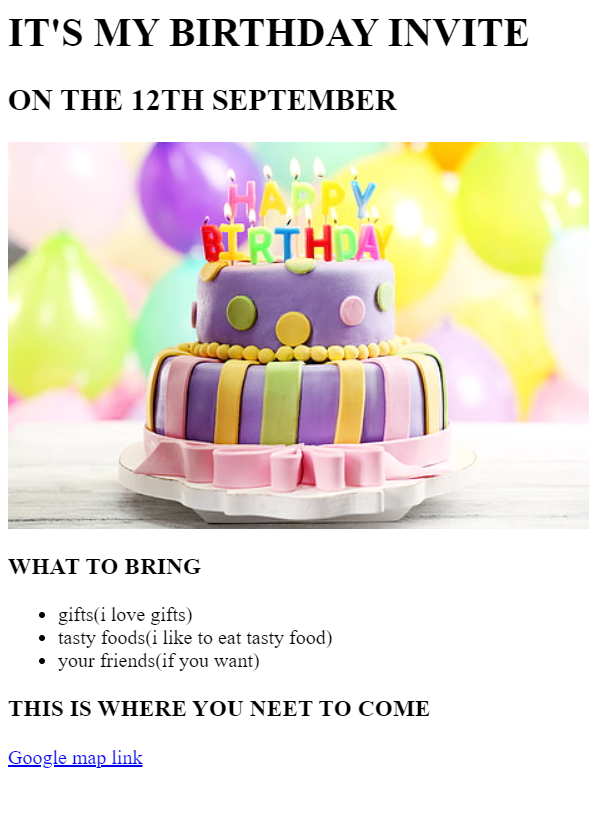 IT'S MY BIRTHDAY INVITE
ON THE 12TH SEPTEMBER
HAPPY
BIRTHDAY
WHAT TO BRING
gifts(i love gifts)
tasty foods(i like to eat tasty food)
your friends(if you want)
THIS IS WHERE YOU NEET TO COME
Google map link